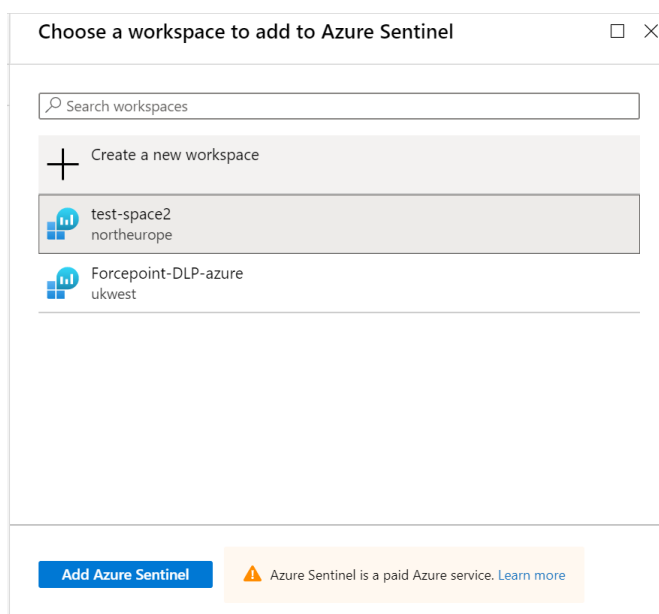 Choose a workspace to add to Azure Sentinel
Search workspaces
Create a new workspace
test-space2
northeurope
Forcepoint-DLP-azure
ukwest
Add Azure Sentinel
Azure Sentinel is a paid Azure service. Learn more